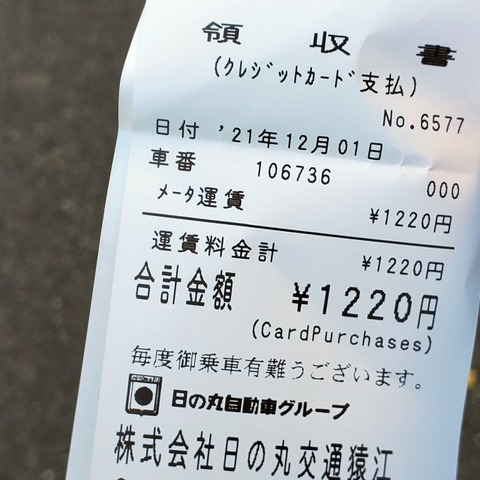 領収書
(クレジットカード支払)
No.6577
日付 '21年12月01日
車番 106736 000
メータ運賃 ¥1220円
運賃料金計 ¥1220円
合計金額 ¥1220円
(CardPurchases)
毎度御乗車有難うございます。
日の丸自動車グループ
株式会社日の丸交通猿江